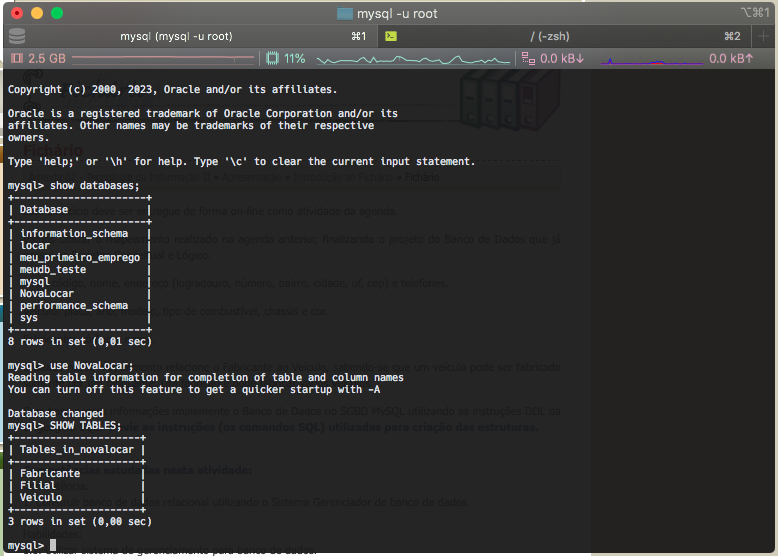 mysql -u root
⌥⌘1
mysql (mysql -u root) ⌘1 / (-zsh) ⌘2
2.5 GB 11% 0.0 kB↓ 0.0 kB↑
Copyright (c) 2000, 2023, Oracle and/or its affiliates.
Oracle is a registered trademark of Oracle Corporation and/or its
affiliates. Other names may be trademarks of their respective
owners.
Type 'help;' or '\h' for help. Type '\c' to clear the current input statement.
mysql> show databases;
+----------------------+
| Database             |
+----------------------+
| information_schema   |
| locar                |
| meu_primeiro_emprego |
| meudb_teste          |
| mysql                |
| NovaLocar            |
| performance_schema   |
| sys                  |
+----------------------+
8 rows in set (0,01 sec)
mysql> use NovaLocar;
Reading table information for completion of table and column names
You can turn off this feature to get a quicker startup with -A
Database changed
mysql> SHOW TABLES;
+---------------------+
| Tables_in_novalocar |
+---------------------+
| Fabricante          |
| Filial              |
| Veiculo             |
+---------------------+
3 rows in set (0,00 sec)
mysql>